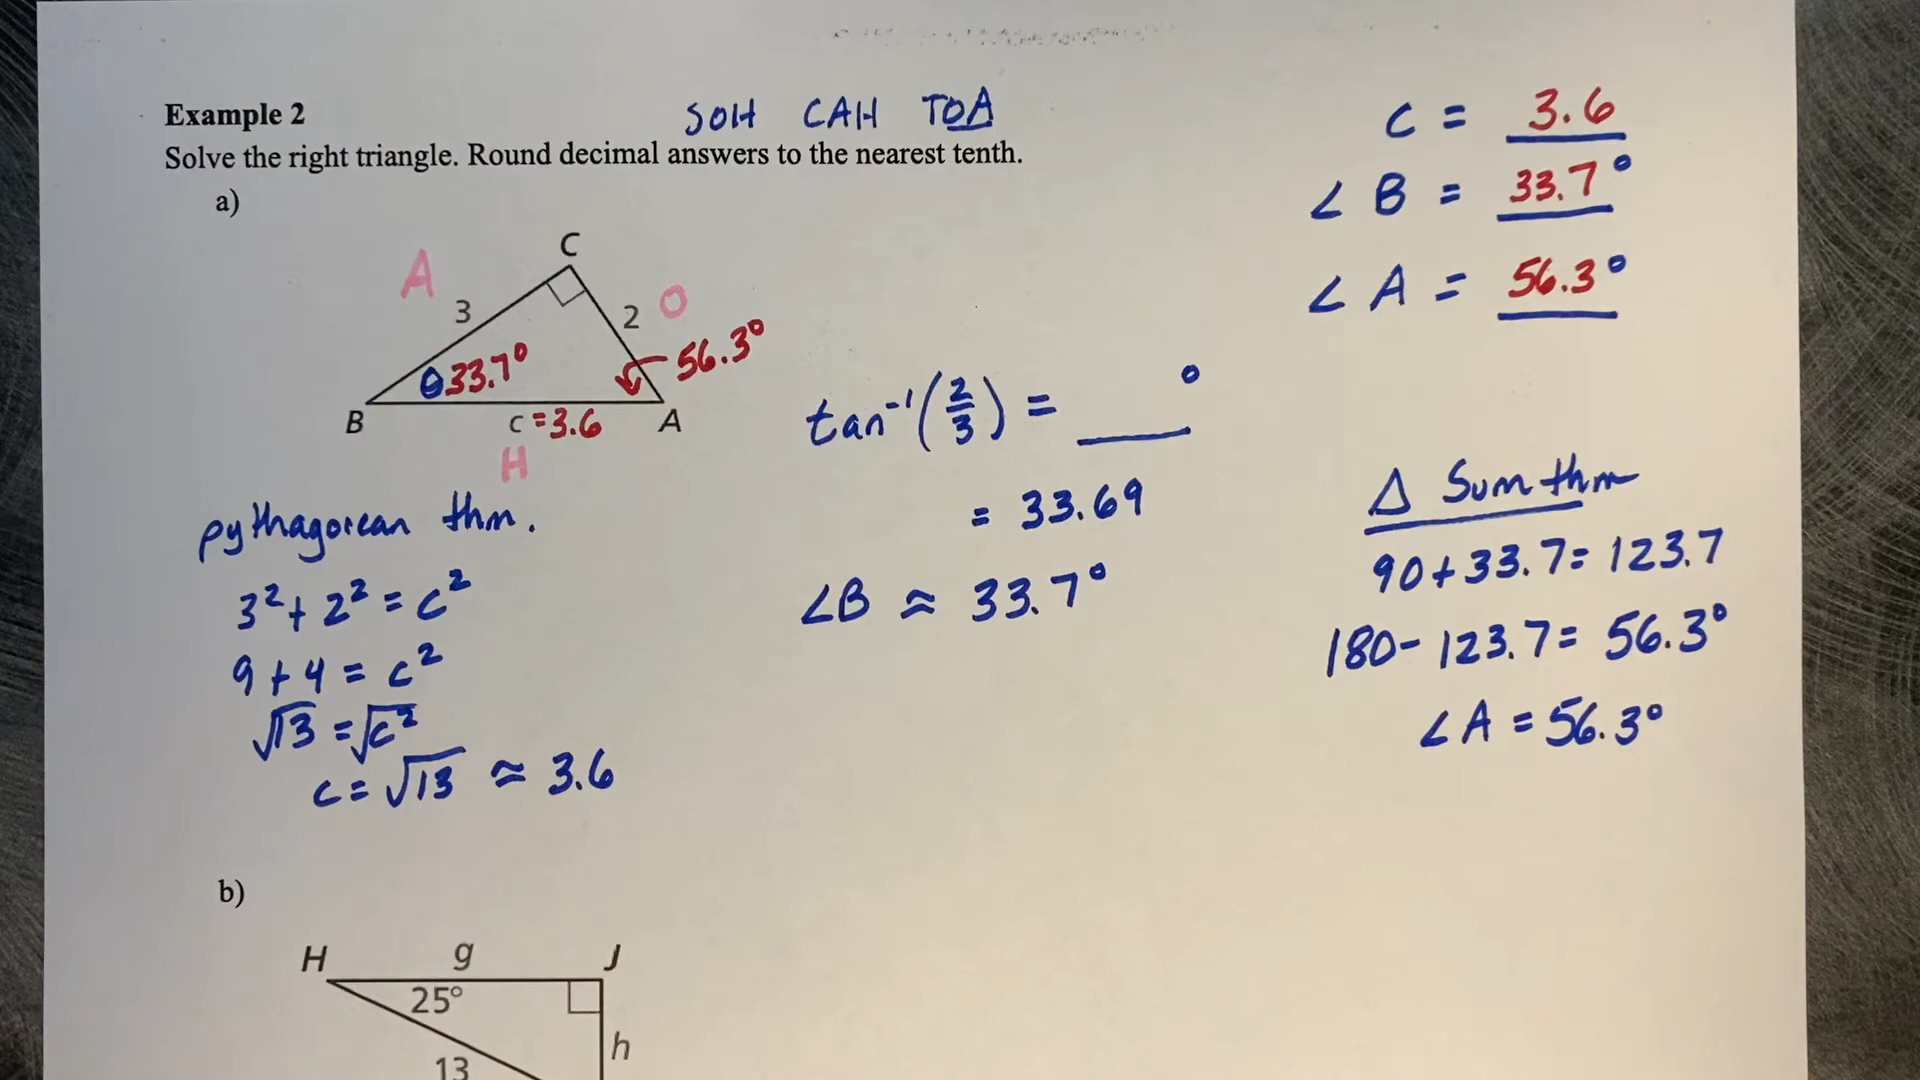 Example 2
SOH CAH TOA
Solve the right triangle. Round decimal answers to the nearest tenth.
a)
c = 3.6
∠ B = 33.7°
∠ A = 56.3°
C
A
3
2
O
θ 33.7°
56.3°
B
c = 3.6
A
H
pythagorean thm.
3² + 2² = c²
9 + 4 = c²
√13 = √c²
c = √13 ≈ 3.6
tan⁻¹(2/3) = ____°
= 33.69
∠B ≈ 33.7°
Δ Sum thm
90 + 33.7 = 123.7
180 - 123.7 = 56.3°
∠ A = 56.3°
b)
H
g
J
25°
h
13